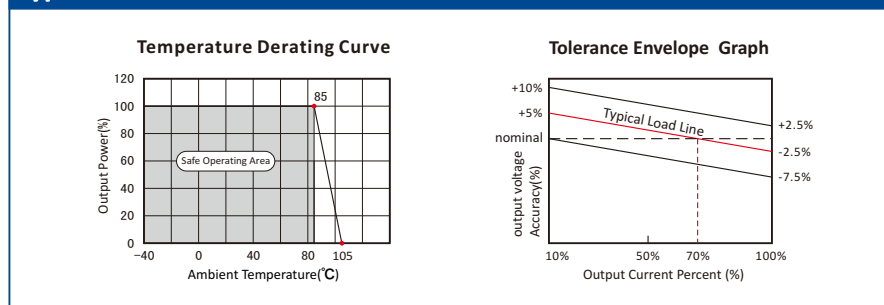 Temperature Derating Curve
120
100
80
60
40
20
0
Output Power(%)
85
Safe Operating Area
−40
0
40
80
105
Ambient Temperature(℃)
Tolerance Envelope Graph
+10%
+5%
nominal
output voltage
Accuracy(%)
Typical Load Line
+2.5%
-2.5%
-7.5%
10%
50%
70%
100%
Output Current Percent (%)